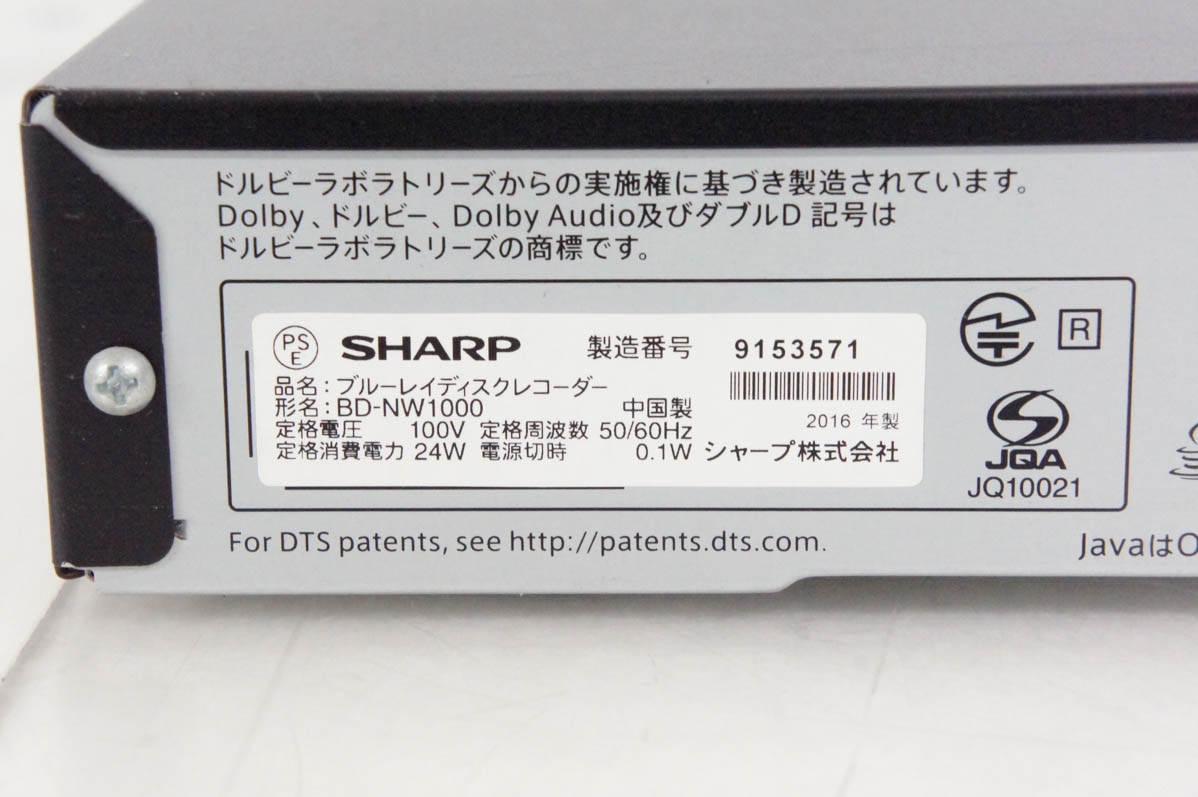 ドルビーラボラトリーズからの実施権に基づき製造されています。
Dolby、ドルビー、Dolby Audio及びダブルD 記号は
ドルビーラボラトリーズの商標です。
PS
E
SHARP 製造番号 9153571
品名：ブルーレイディスクレコーダー
形名：BD-NW1000 中国製 2016 年製
定格電圧 100V 定格周波数 50/60Hz
定格消費電力 24W 電源切時 0.1W シャープ株式会社
R
JQA
JQ10021
For DTS patents, see http://patents.dts.com.
JavaはO